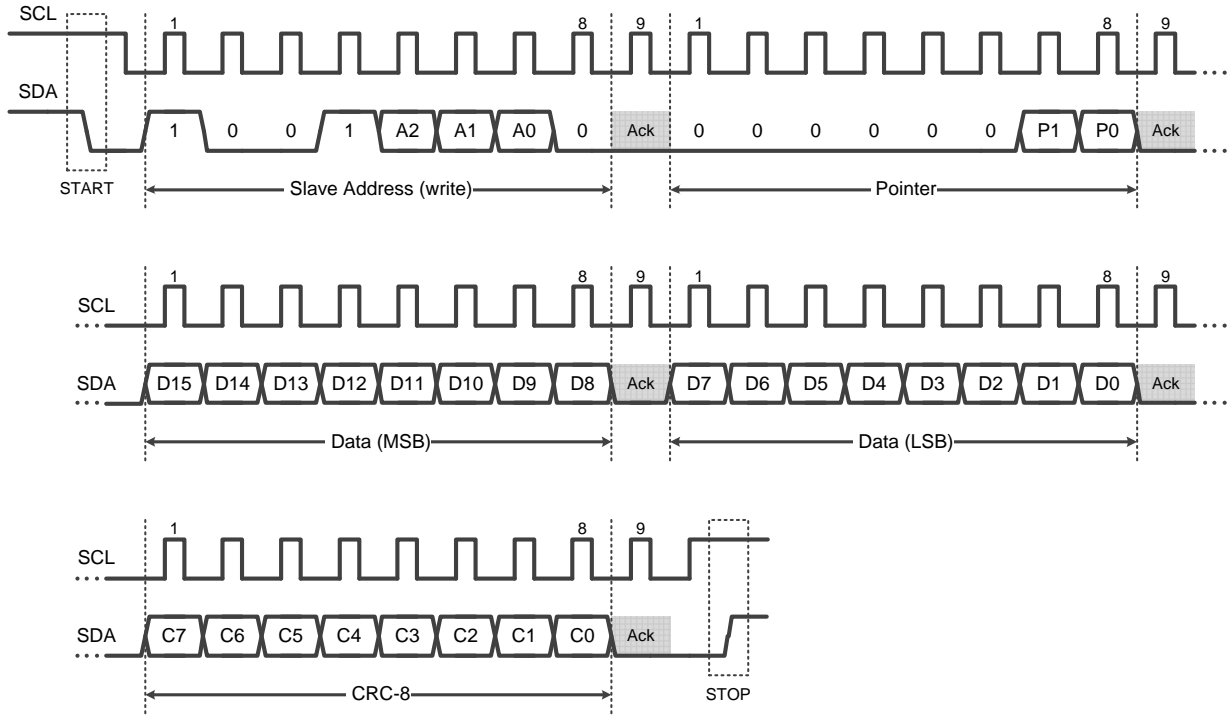 SCL 1 8 9 1 8 9
SDA 1 0 0 1 A2 A1 A0 0 Ack 0 0 0 0 0 0 P1 P0 Ack
START Slave Address (write) Pointer
1 8 9 1 8 9
SCL
SDA D15 D14 D13 D12 D11 D10 D9 D8 Ack D7 D6 D5 D4 D3 D2 D1 D0 Ack
Data (MSB) Data (LSB)
1 8 9
SCL
SDA C7 C6 C5 C4 C3 C2 C1 C0 Ack
CRC-8 STOP